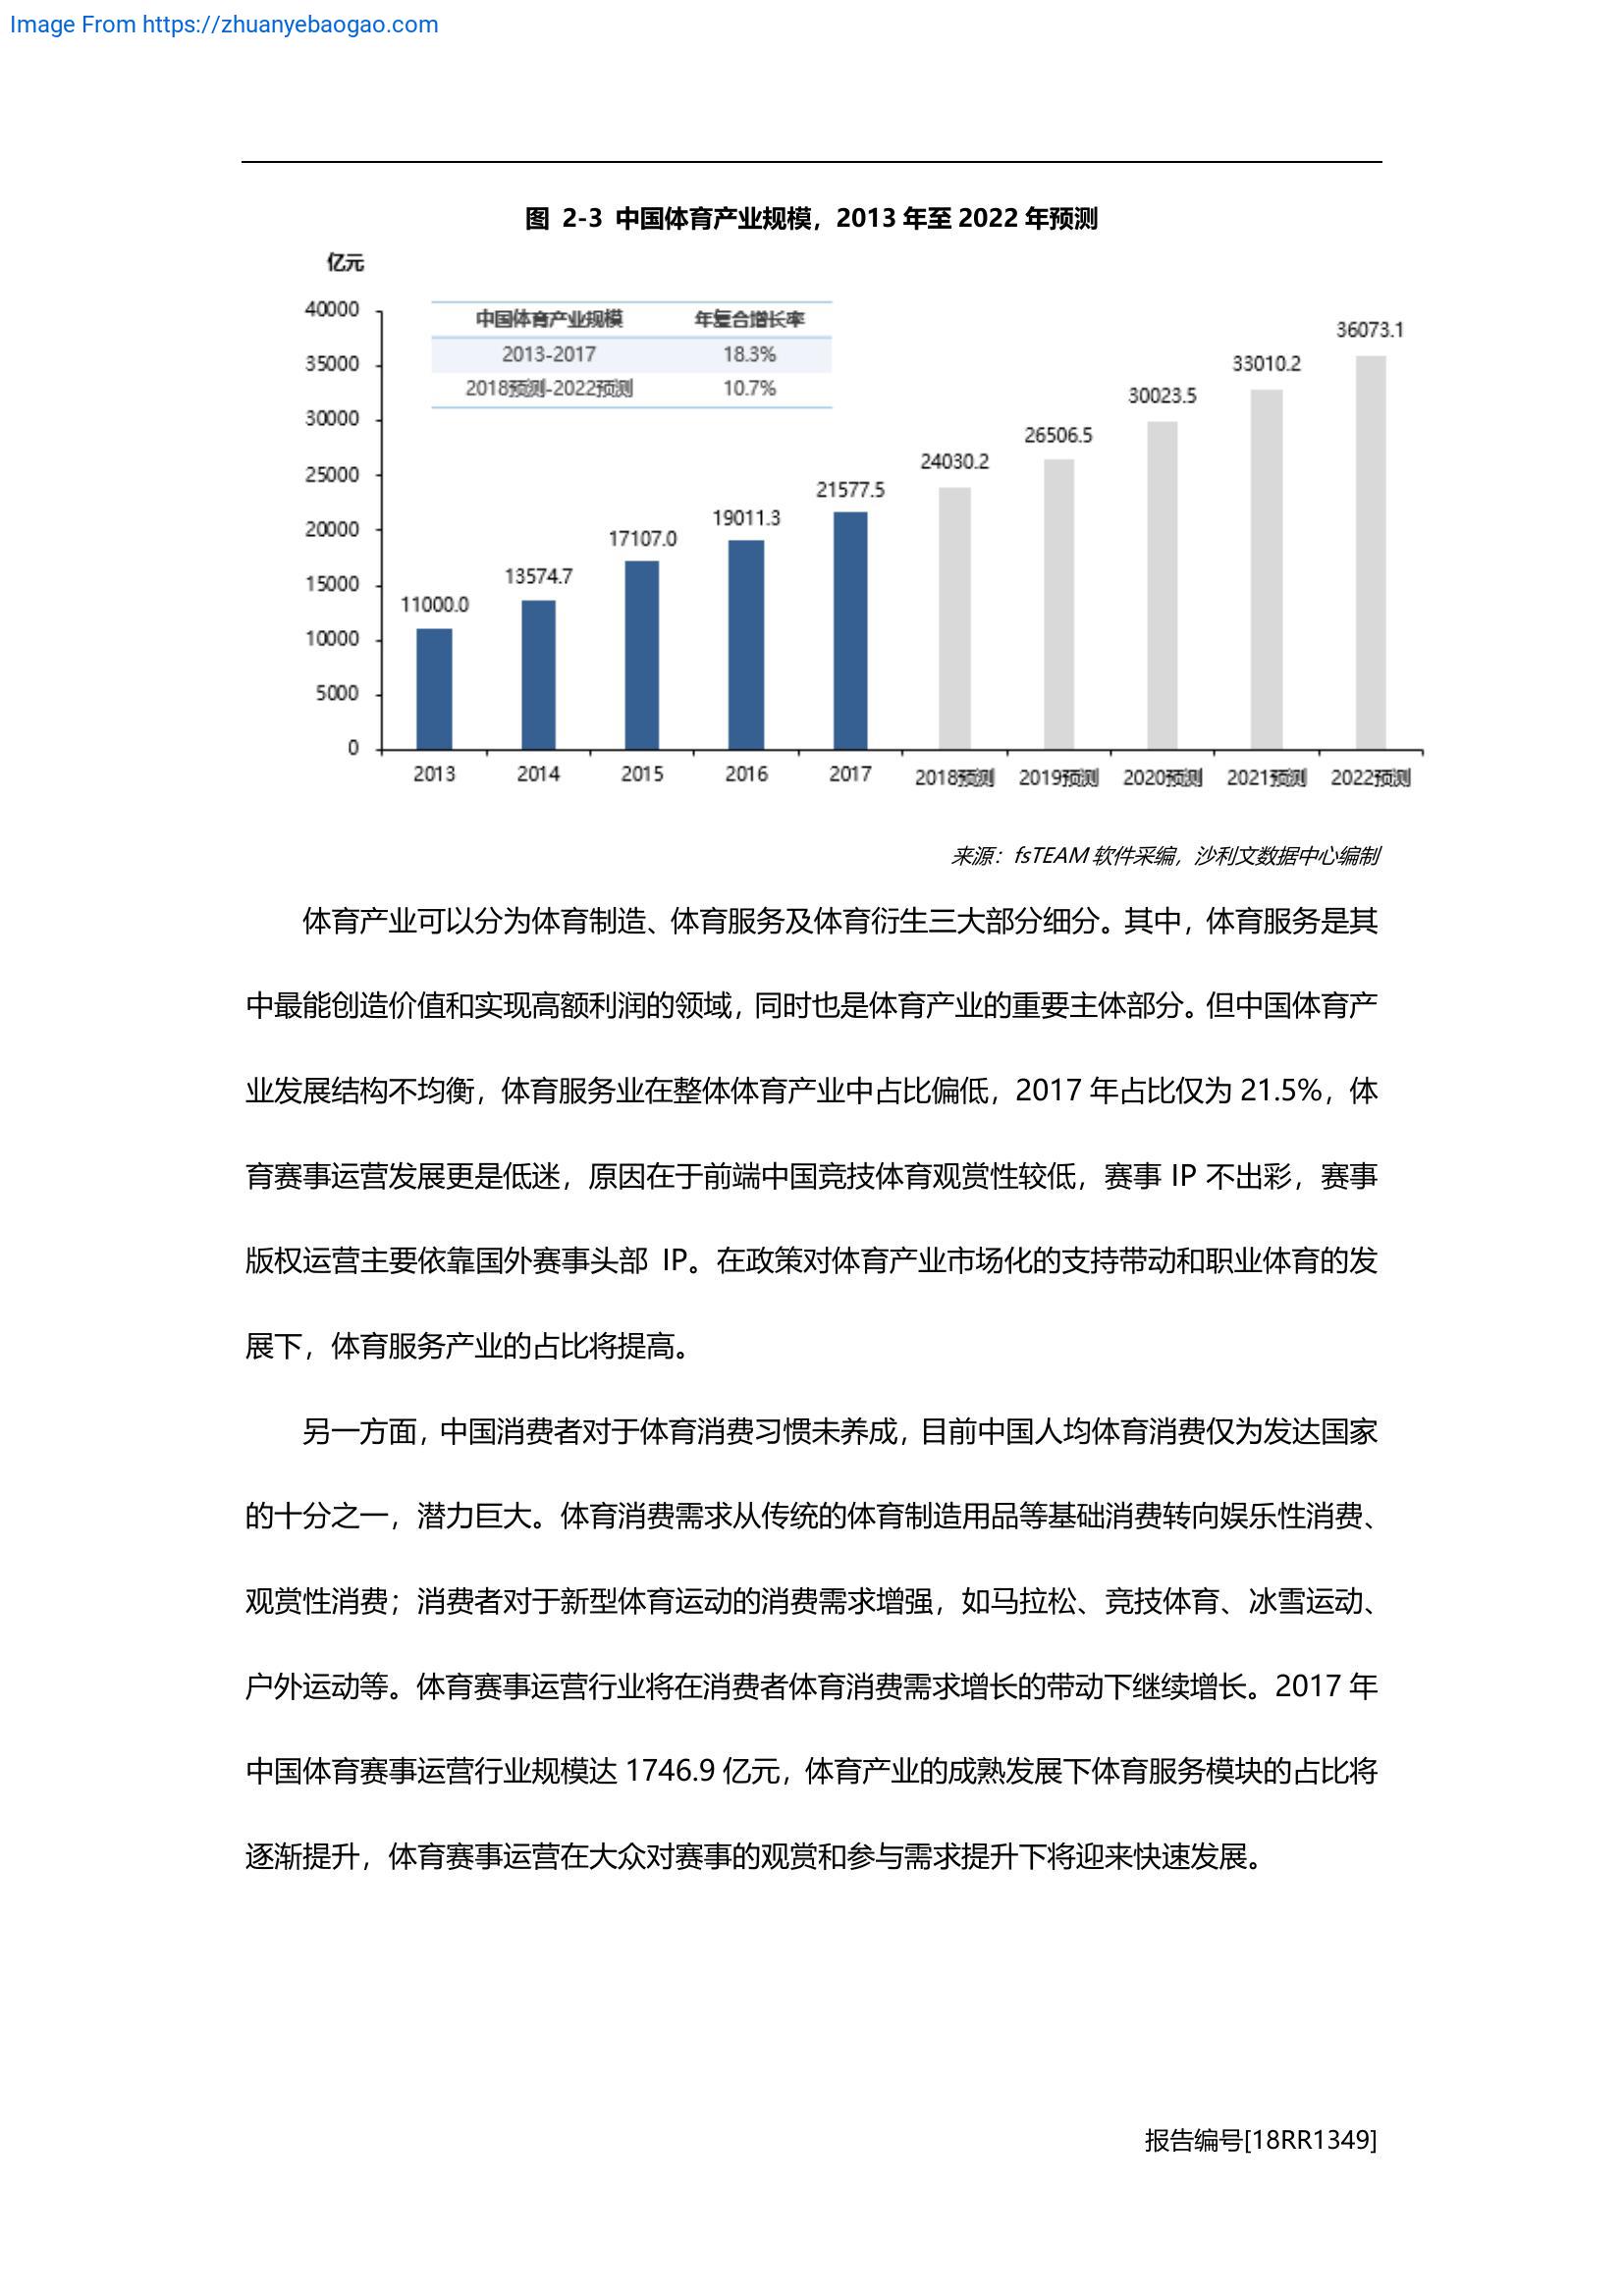 Image From https://zhuanyebaogao.com
图 2-3 中国体育产业规模，2013 年至 2022 年预测
亿元
中国体育产业规模 年复合增长率
2013-2017 18.3%
2018预测-2022预测 10.7%
40000
35000
30000
25000
20000
15000
10000
5000
0
11000.0
13574.7
17107.0
19011.3
21577.5
24030.2
26506.5
30023.5
33010.2
36073.1
2013 2014 2015 2016 2017 2018预测 2019预测 2020预测 2021预测 2022预测
来源：fsTEAM 软件采编，沙利文数据中心编制
体育产业可以分为体育制造、体育服务及体育衍生三大部分细分。其中，体育服务是其
中最能创造价值和实现高额利润的领域，同时也是体育产业的重要主体部分。但中国体育产
业发展结构不均衡，体育服务业在整体体育产业中占比偏低，2017 年占比仅为 21.5%，体
育赛事运营发展更是低迷，原因在于前端中国竞技体育观赏性较低，赛事 IP 不出彩，赛事
版权运营主要依靠国外赛事头部 IP。在政策对体育产业市场化的支持带动和职业体育的发
展下，体育服务产业的占比将提高。
另一方面，中国消费者对于体育消费习惯未养成，目前中国人均体育消费仅为发达国家
的十分之一，潜力巨大。体育消费需求从传统的体育制造用品等基础消费转向娱乐性消费、
观赏性消费；消费者对于新型体育运动的消费需求增强，如马拉松、竞技体育、冰雪运动、
户外运动等。体育赛事运营行业将在消费者体育消费需求增长的带动下继续增长。2017 年
中国体育赛事运营行业规模达 1746.9 亿元，体育产业的成熟发展下体育服务模块的占比将
逐渐提升，体育赛事运营在大众对赛事的观赏和参与需求提升下将迎来快速发展。
报告编号[18RR1349]